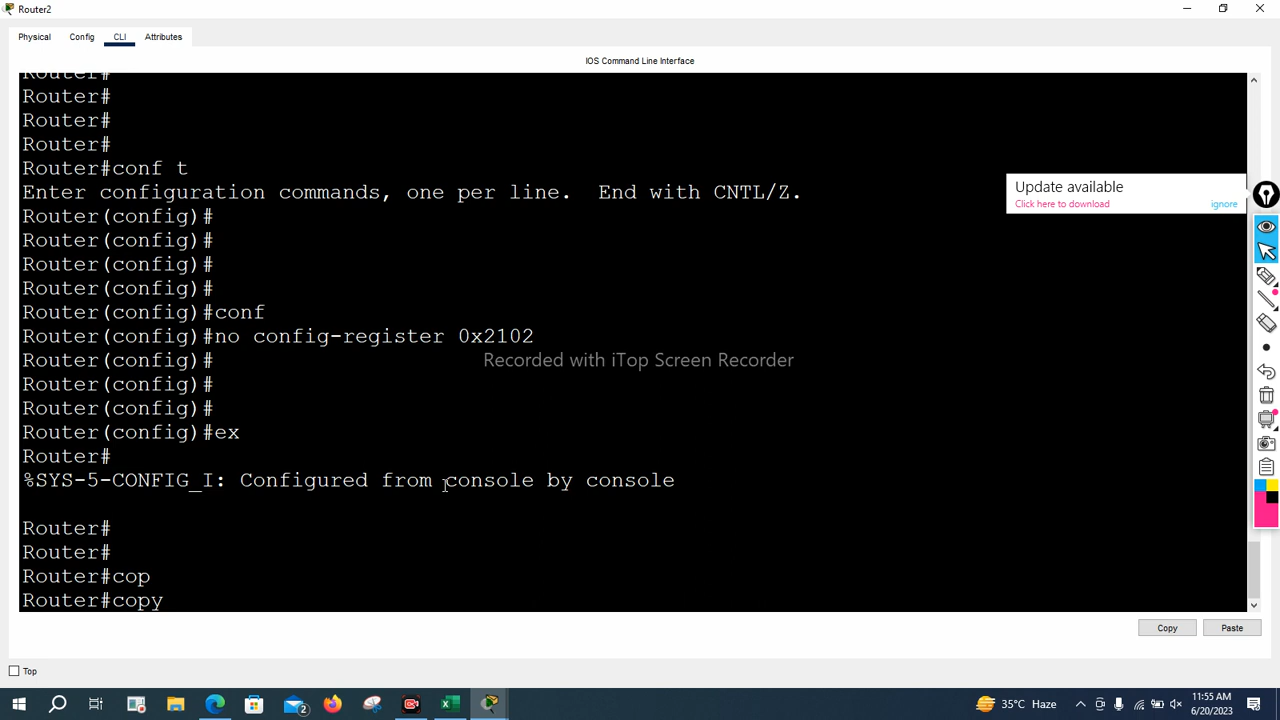 Router2
Physical Config CLI Attributes
IOS Command Line Interface
Router#
Router#
Router#
Router#
Router#conf t
Enter configuration commands, one per line. End with CNTL/Z.
Router(config)#
Router(config)#
Router(config)#
Router(config)#
Router(config)#conf
Router(config)#no config-register 0x2102
Router(config)#
Router(config)#
Router(config)#
Router(config)#ex
Router#
%SYS-5-CONFIG_I: Configured from console by console
Router#
Router#
Router#cop
Router#copy
Update available
Click here to download ignore
Recorded with iTop Screen Recorder
Copy Paste
Top
2
35°C Haze
11:55 AM
6/20/2023